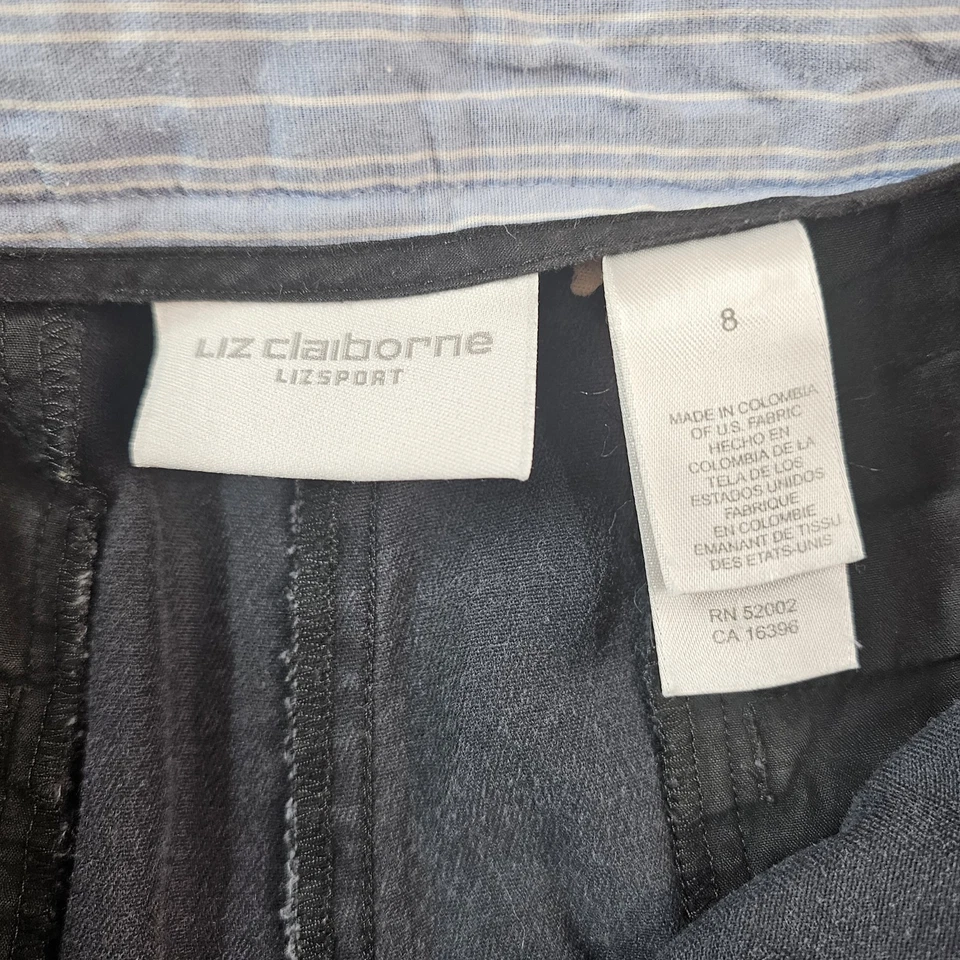 LIZ claiborne
LIZSPORT
8
MADE IN COLOMBIA
OF U.S. FABRIC
HECHO EN
COLOMBIA DE LA
TELA DE LOS
ESTADOS UNIDOS
FABRIQUE
EN COLOMBIE
EMANANT DE TISSU
DES ETATS-UNIS
RN 52002
CA 16396